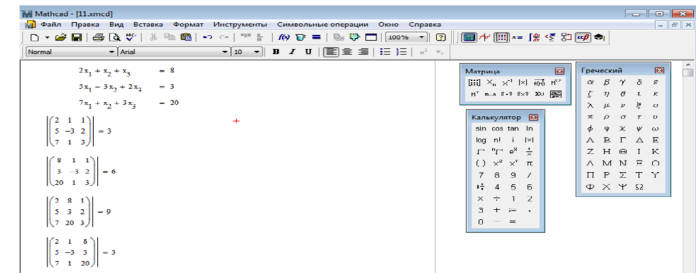 Mathcad - [11.xmcd]
Файл Правка Вид Вставка Формат Инструменты Символьные операции Окно Справка
100%
Normal Arial 10 B I U
2x₁ + x₂ + x₃ = 8
5x₁ − 3x₂ + 2x₃ = 3
7x₁ + x₂ + 3x₃ = 20
2 1 1
5 -3 2 = 3
7 1 3
8 1 1
3 -3 2 = 6
20 1 3
2 8 1
5 3 2 = 9
7 20 3
2 1 8
5 -3 3 = 3
7 1 20
Матрица
Калькулятор
sin cos tan ln
log n! i |×|
( ) x² xʸ π
7 8 9 /
4 5 6
× ÷ 1 2
3 + := .
0 − =
Греческий
α β γ δ ε
ζ η θ ι κ
λ μ ν ξ ο
π ρ σ τ υ
φ φ χ ψ ω
Α Β Γ Δ Ε
Ζ Η Θ Ι Κ
Λ Μ Ν Ξ Ο
Π Ρ Σ Τ Υ
Φ Χ Ψ Ω